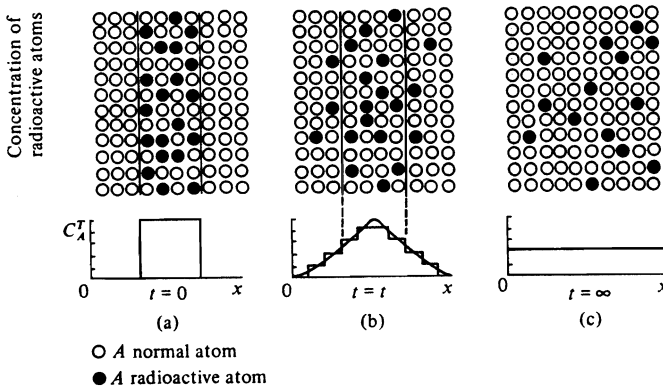 Concentration of
radioactive atoms
C_A^T
0
t = 0
x
0
t = t
x
0
t = ∞
x
(a)
(b)
(c)
A normal atom
A radioactive atom